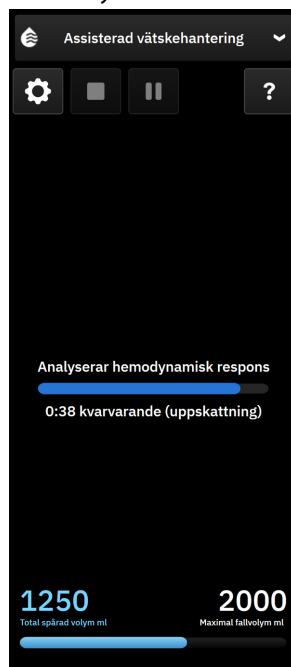 Assisterad vätskehantering
?
Analyserar hemodynamisk respons
0:38 kvarvarande (uppskattning)
1250 2000
Total spårad volym ml Maximal fallvolym ml